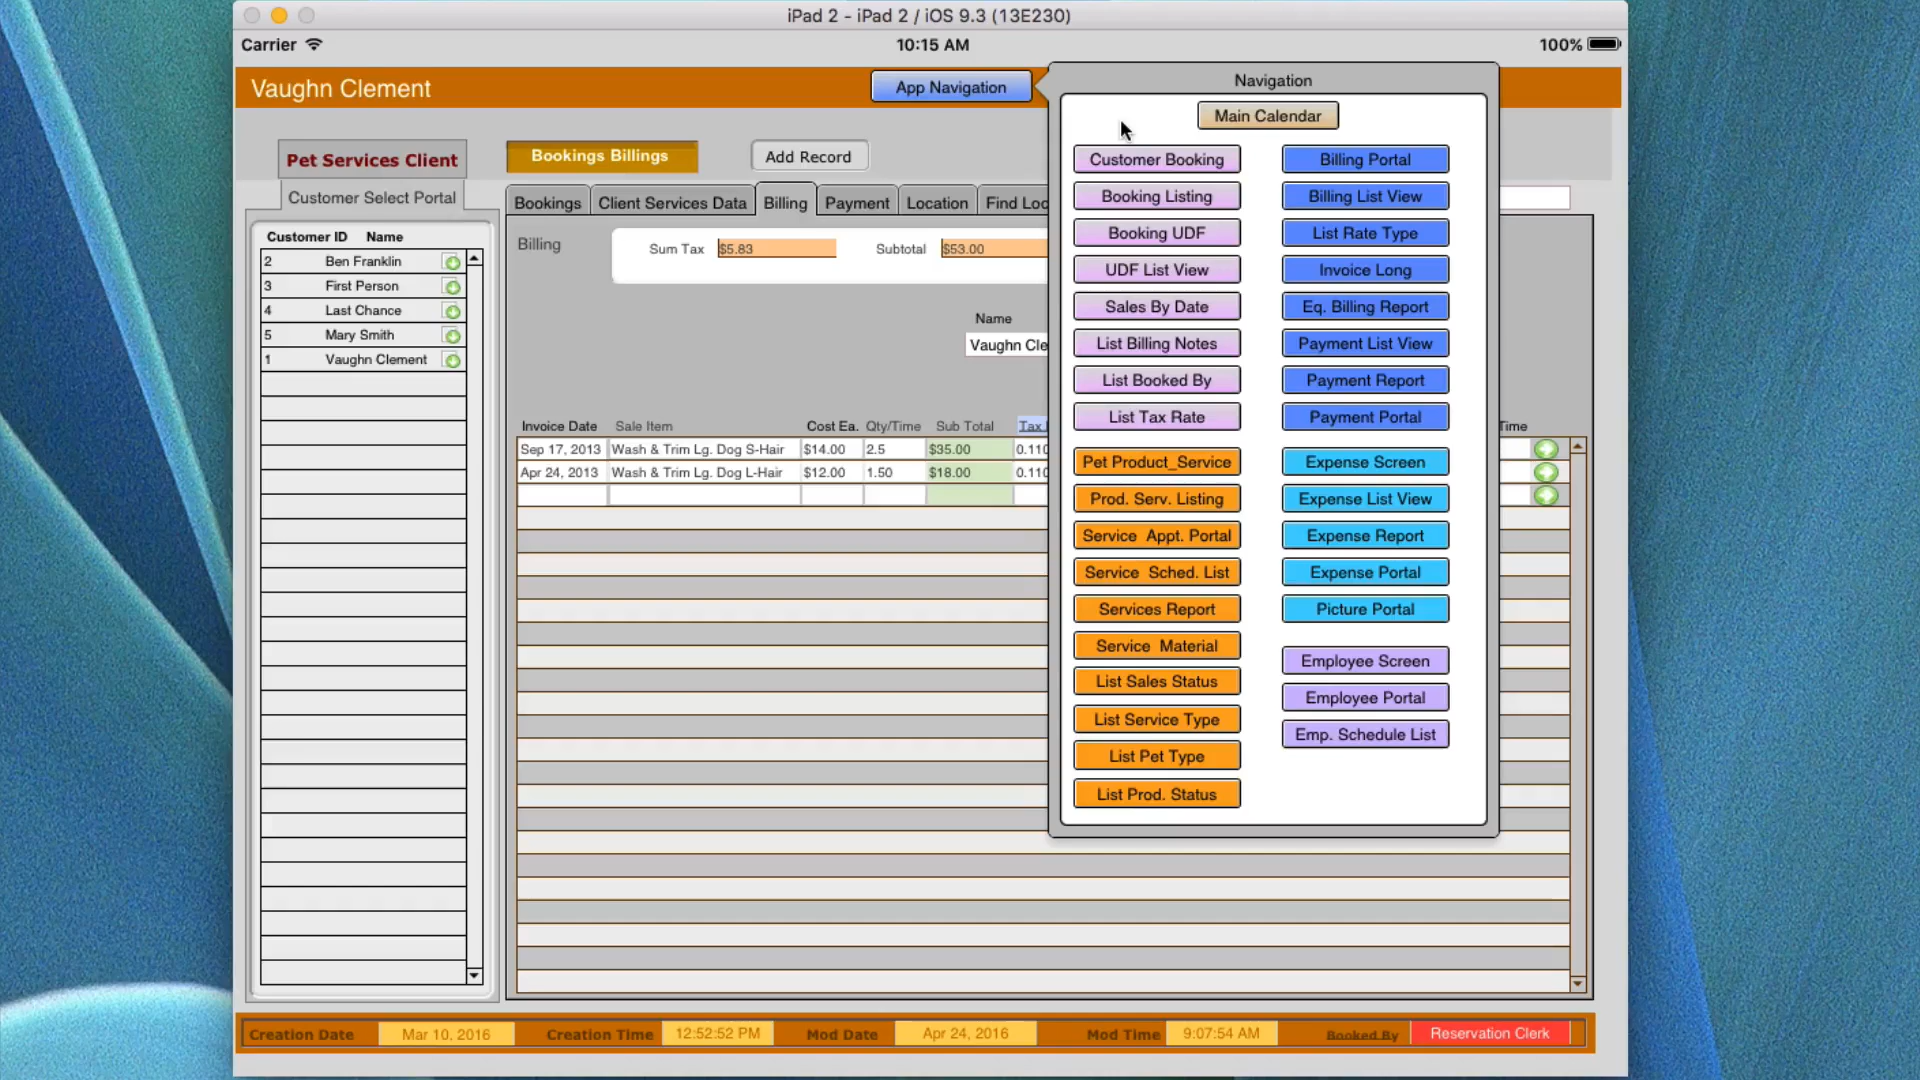 iPad 2 - iPad 2 / iOS 9.3 (13E230)
Carrier
10:15 AM
100%
Vaughn Clement
App Navigation
Navigation
Main Calendar
Pet Services Client
Bookings Billings
Add Record
Customer Select Portal
Customer ID Name
2 Ben Franklin
3 First Person
4 Last Chance
5 Mary Smith
1 Vaughn Clement
Bookings Client Services Data Billing Payment Location Find Loc
Billing
Sum Tax $5.83 Subtotal $53.00
Name
Vaughn Cle
Invoice Date Sale Item Cost Ea. Qty/Time Sub Total Tax Time
Sep 17, 2013 Wash & Trim Lg. Dog S-Hair $14.00 2.5 $35.00 0.110
Apr 24, 2013 Wash & Trim Lg. Dog L-Hair $12.00 1.50 $18.00 0.110
Customer Booking
Booking Listing
Booking UDF
UDF List View
Sales By Date
List Billing Notes
List Booked By
List Tax Rate
Pet Product_Service
Prod. Serv. Listing
Service Appt. Portal
Service Sched. List
Services Report
Service Material
List Sales Status
List Service Type
List Pet Type
List Prod. Status
Billing Portal
Billing List View
List Rate Type
Invoice Long
Eq. Billing Report
Payment List View
Payment Report
Payment Portal
Expense Screen
Expense List View
Expense Report
Expense Portal
Picture Portal
Employee Screen
Employee Portal
Emp. Schedule List
Creation Date Mar 10, 2016 Creation Time 12:52:52 PM Mod Date Apr 24, 2016 Mod Time 9:07:54 AM Booked By Reservation Clerk